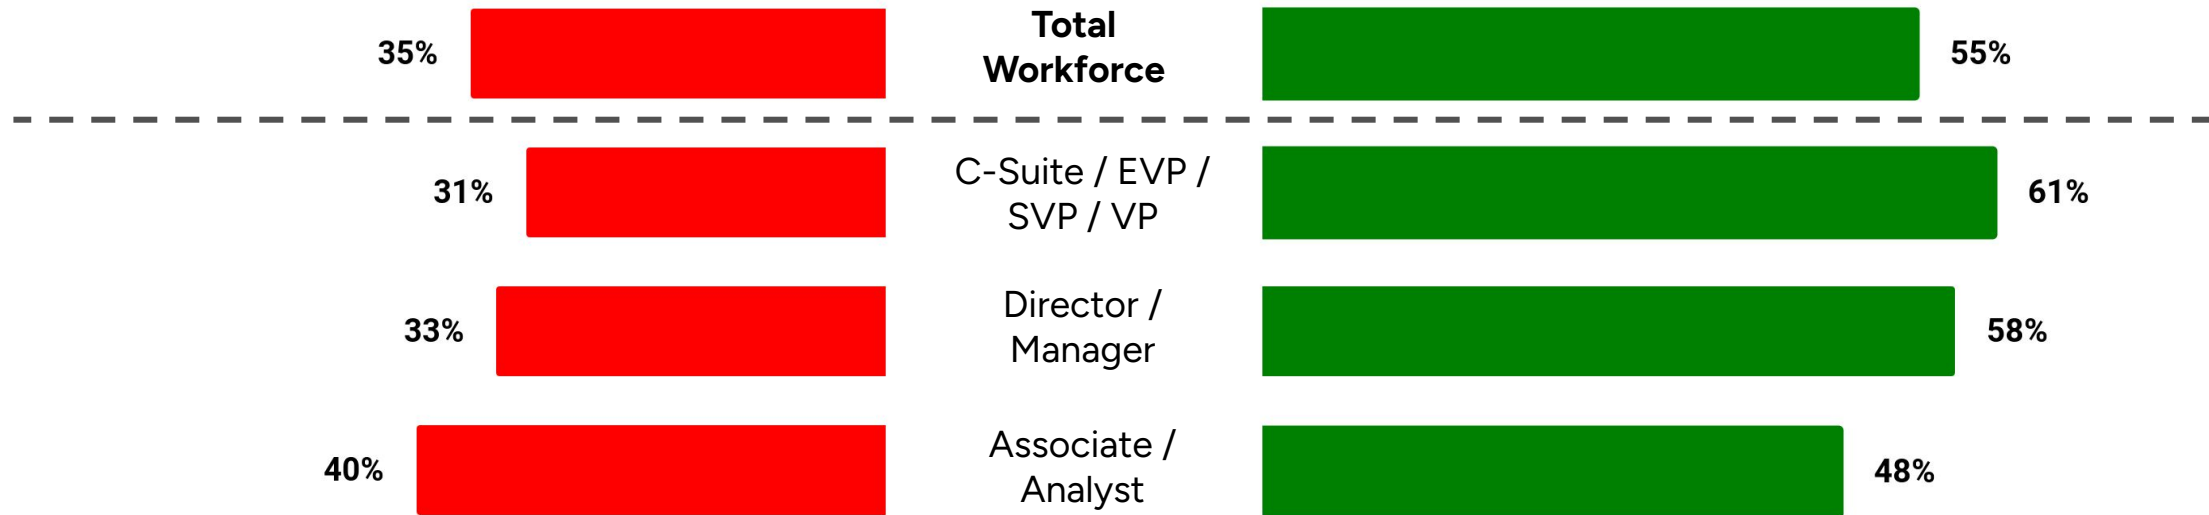 35%
Total
Workforce
55%
31%
C-Suite / EVP /
SVP / VP
61%
33%
Director /
Manager
58%
40%
Associate /
Analyst
48%